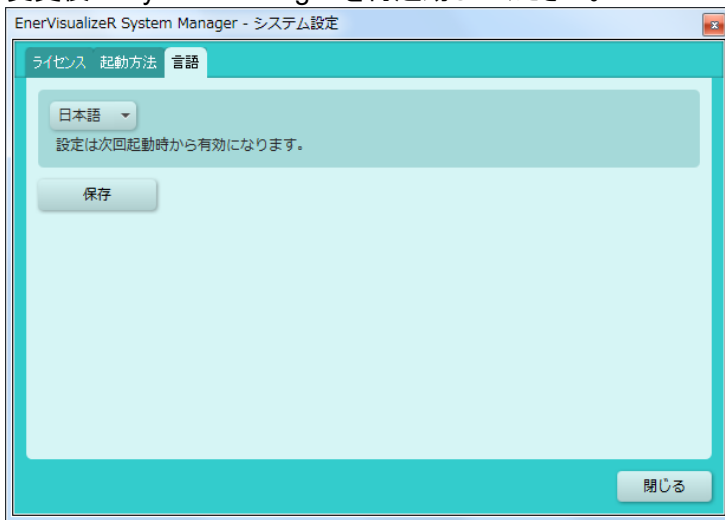 EnerVisualizeR System Manager - システム設定
ライセンス 起動方法 言語
日本語
設定は次回起動時から有効になります。
保存
閉じる